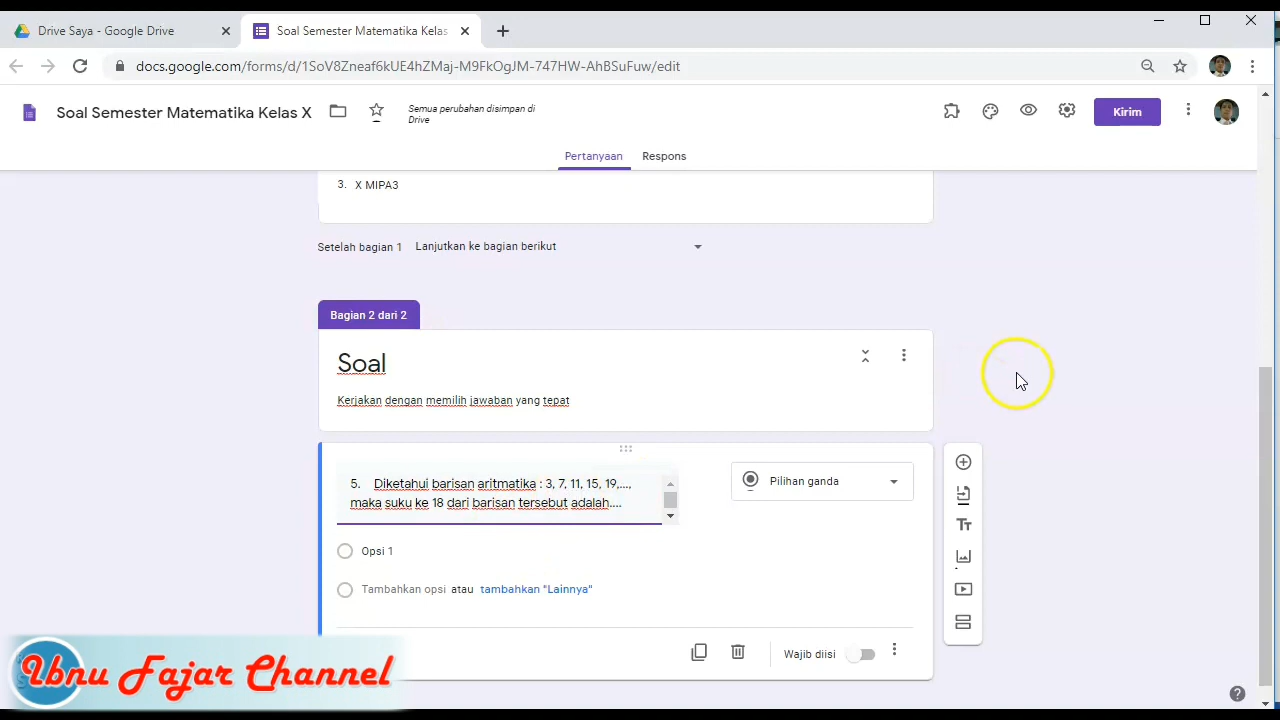 Drive Saya - Google Drive
Soal Semester Matematika Kelas
docs.google.com/forms/d/1SoV8Zneaf6kUE4hZMaj-M9FkOgJM-747HW-AhBSuFuw/edit
Soal Semester Matematika Kelas X
Semua perubahan disimpan di
Drive
Kirim
Pertanyaan
Respons
3. X MIPA3
Setelah bagian 1 Lanjutkan ke bagian berikut
Bagian 2 dari 2
Soal
Kerjakan dengan memilih jawaban yang tepat
5. Diketahui barisan aritmatika : 3, 7, 11, 15, 19,...,
maka suku ke 18 dari barisan tersebut adalah....
Pilihan ganda
Opsi 1
Tt
Tambahkan opsi atau tambahkan "Lainnya"
Wajib diisi
Ubnu Fajar Channel